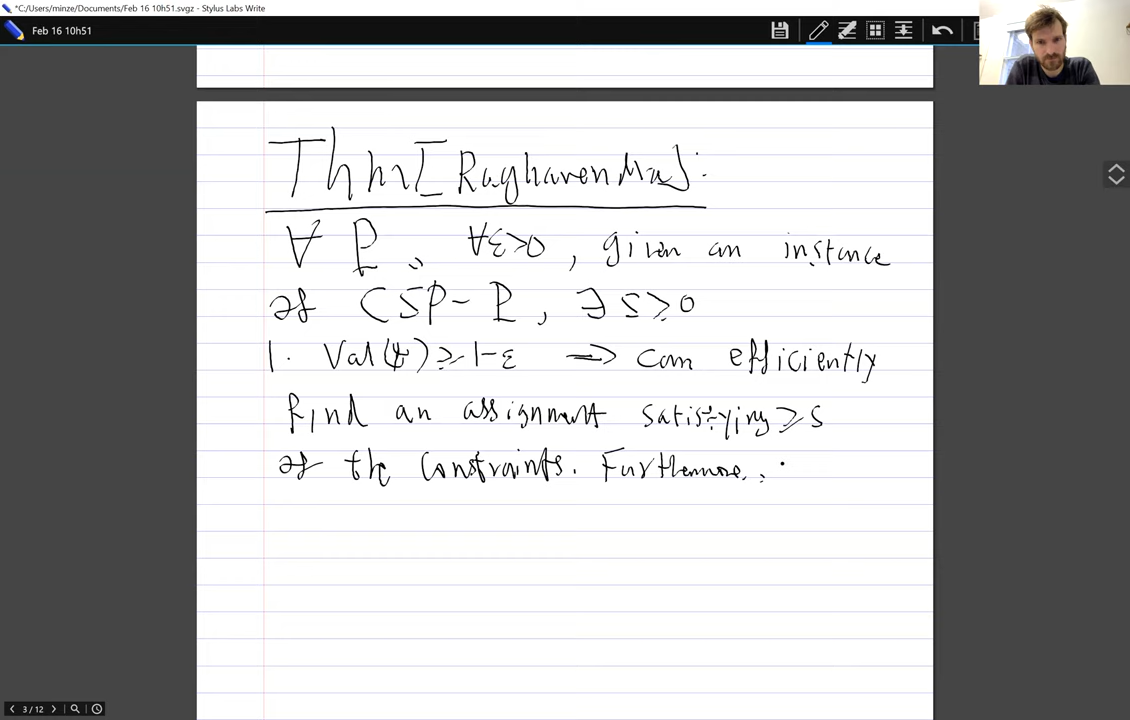 *C:/Users/minze/Documents/Feb 16 10h51.svgz - Stylus Labs Write
Feb 16 10h51
Thm [Raghavendra]:
∀ P, ∀ε>0, given an instance
of CSP-P, ∃ s≥0
1. Val(Ψ)≥1-ε ⟹ can efficiently
find an assignment satisfying ≥ s
of the constraints. Furthermore,
3 / 12